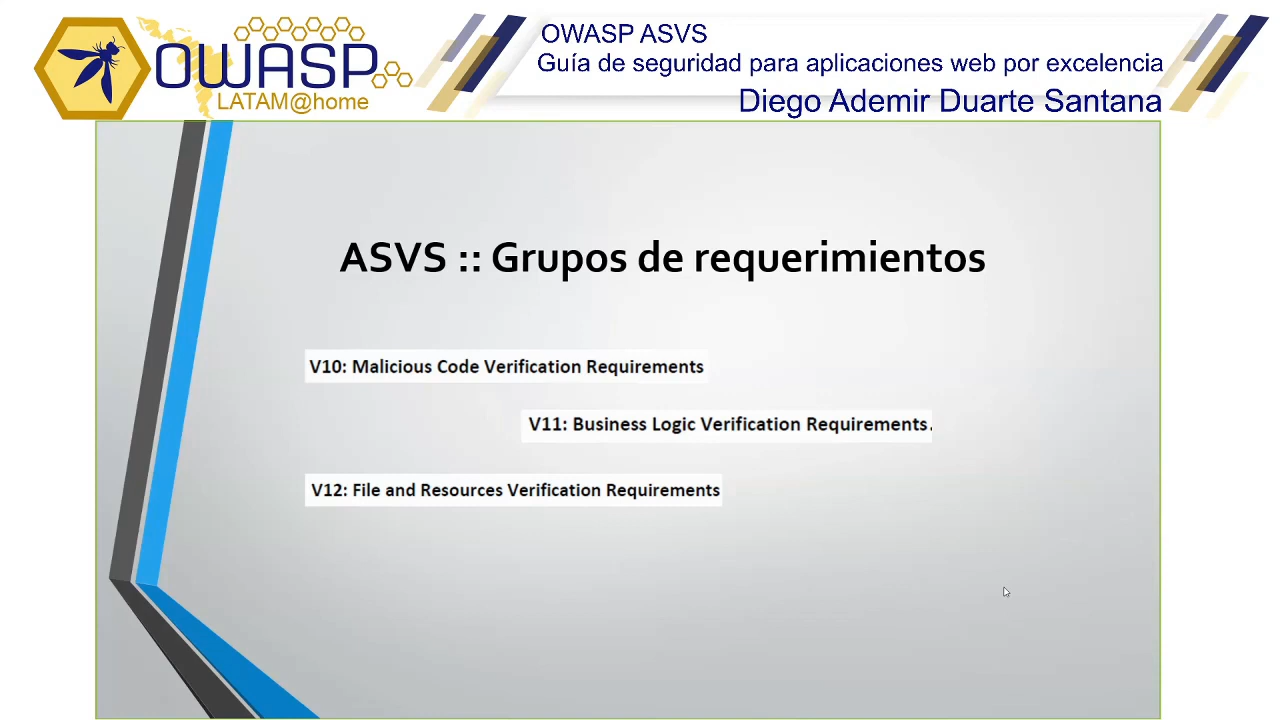 OWASP
LATAM@home
OWASP ASVS
Guía de seguridad para aplicaciones web por excelencia
Diego Ademir Duarte Santana
ASVS :: Grupos de requerimientos
V10: Malicious Code Verification Requirements
V11: Business Logic Verification Requirements.
V12: File and Resources Verification Requirements